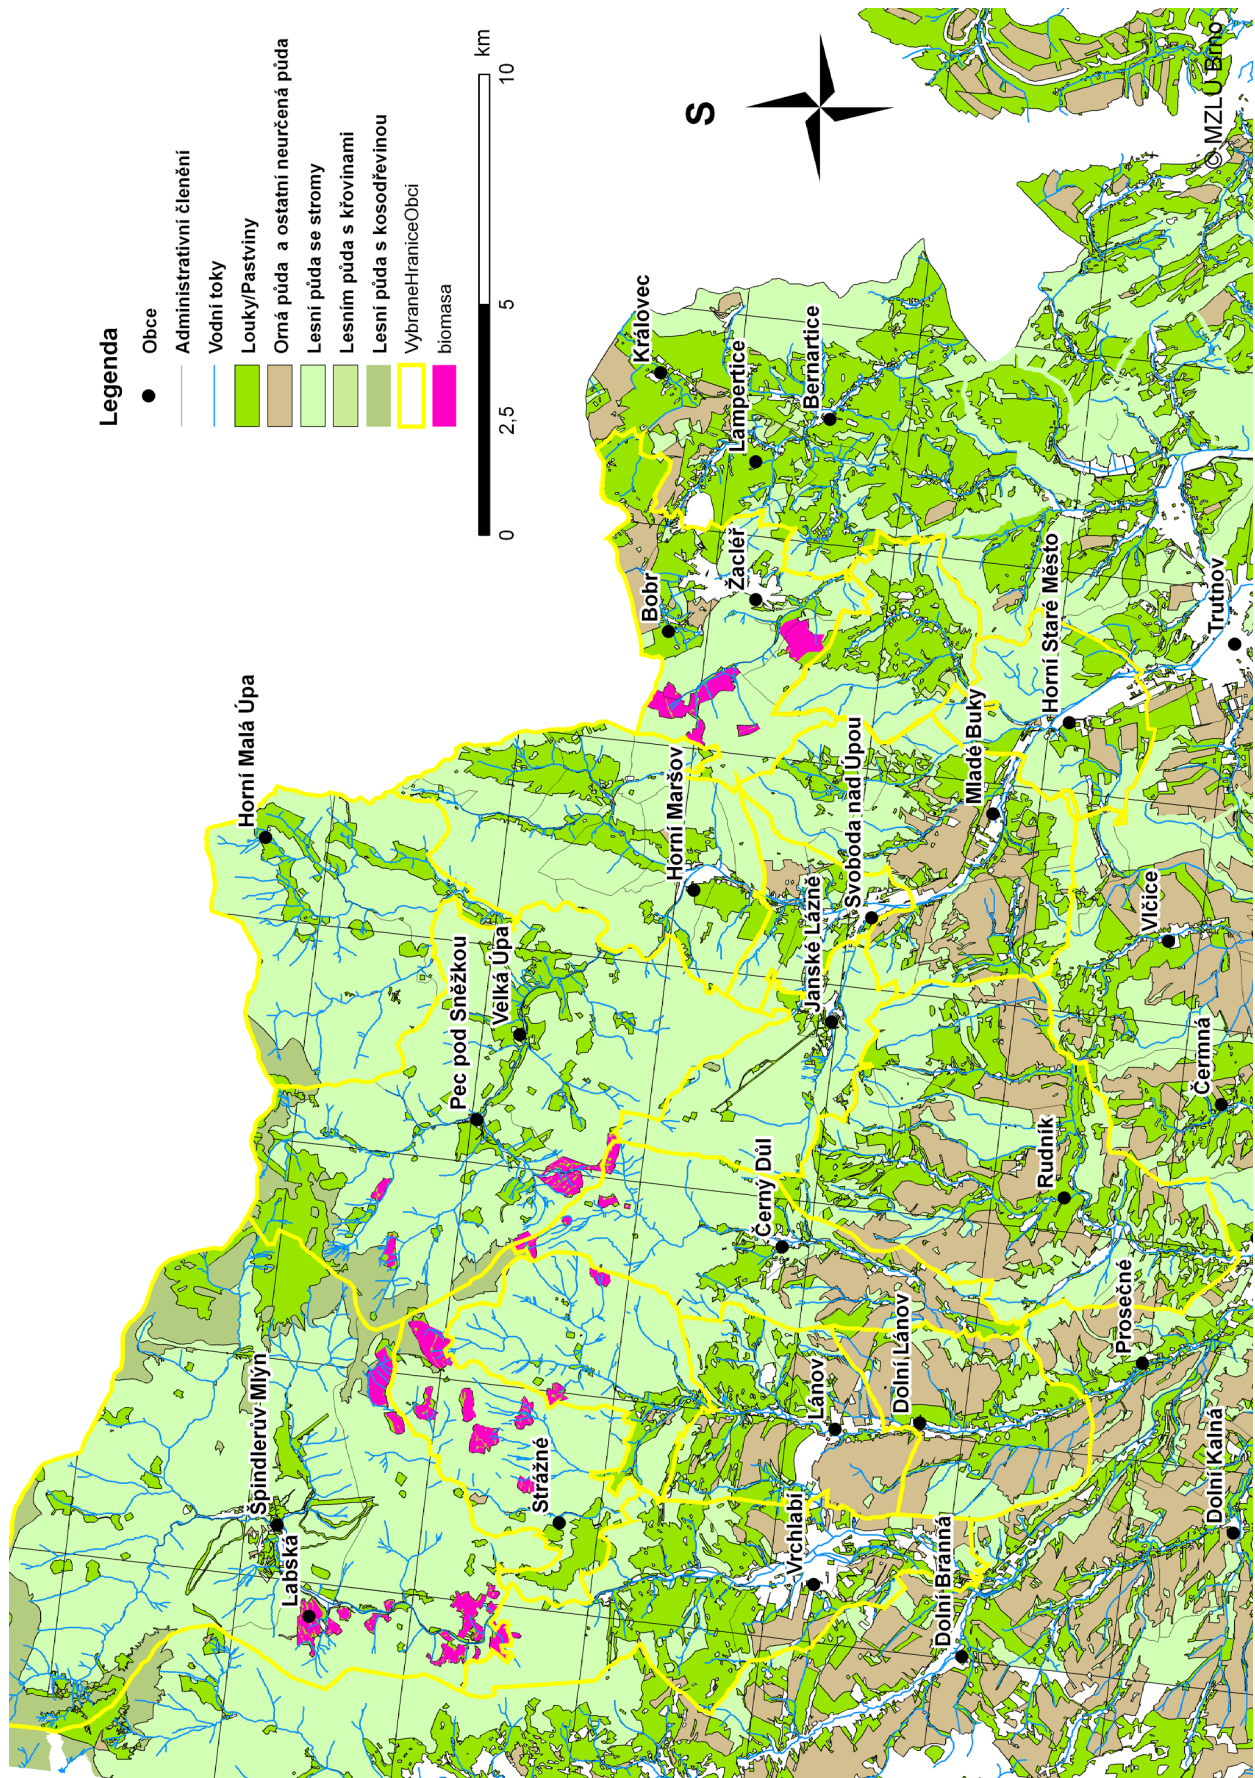 Legenda
Obce
Administrativní členění
Vodní toky
Louky/Pastviny
Orná půda a ostatní neurčená půda
Lesní půda se stromy
Lesním půda s křovinami
Lesní půda s kosodřevinou
VybraneHraniceObci
biomasa
0
2,5
5
10
km
S
Horní Malá Úpa
Královec
Lampertice
Bernartice
Bobr
Žacléř
Pec pod Sněžkou
Velká Úpa
Horní Maršov
Špindlerův Mlýn
Labská
Strážné
Janské Lázně
Svoboda nad Úpou
Mladé Buky
Horní Staré Město
Trutnov
Černý Důl
Lánov
Dolní Lánov
Vrchlabí
Dolní Branná
Rudník
Vlčice
Čermná
Prosečné
Dolní Kalná
© MZLU Brno